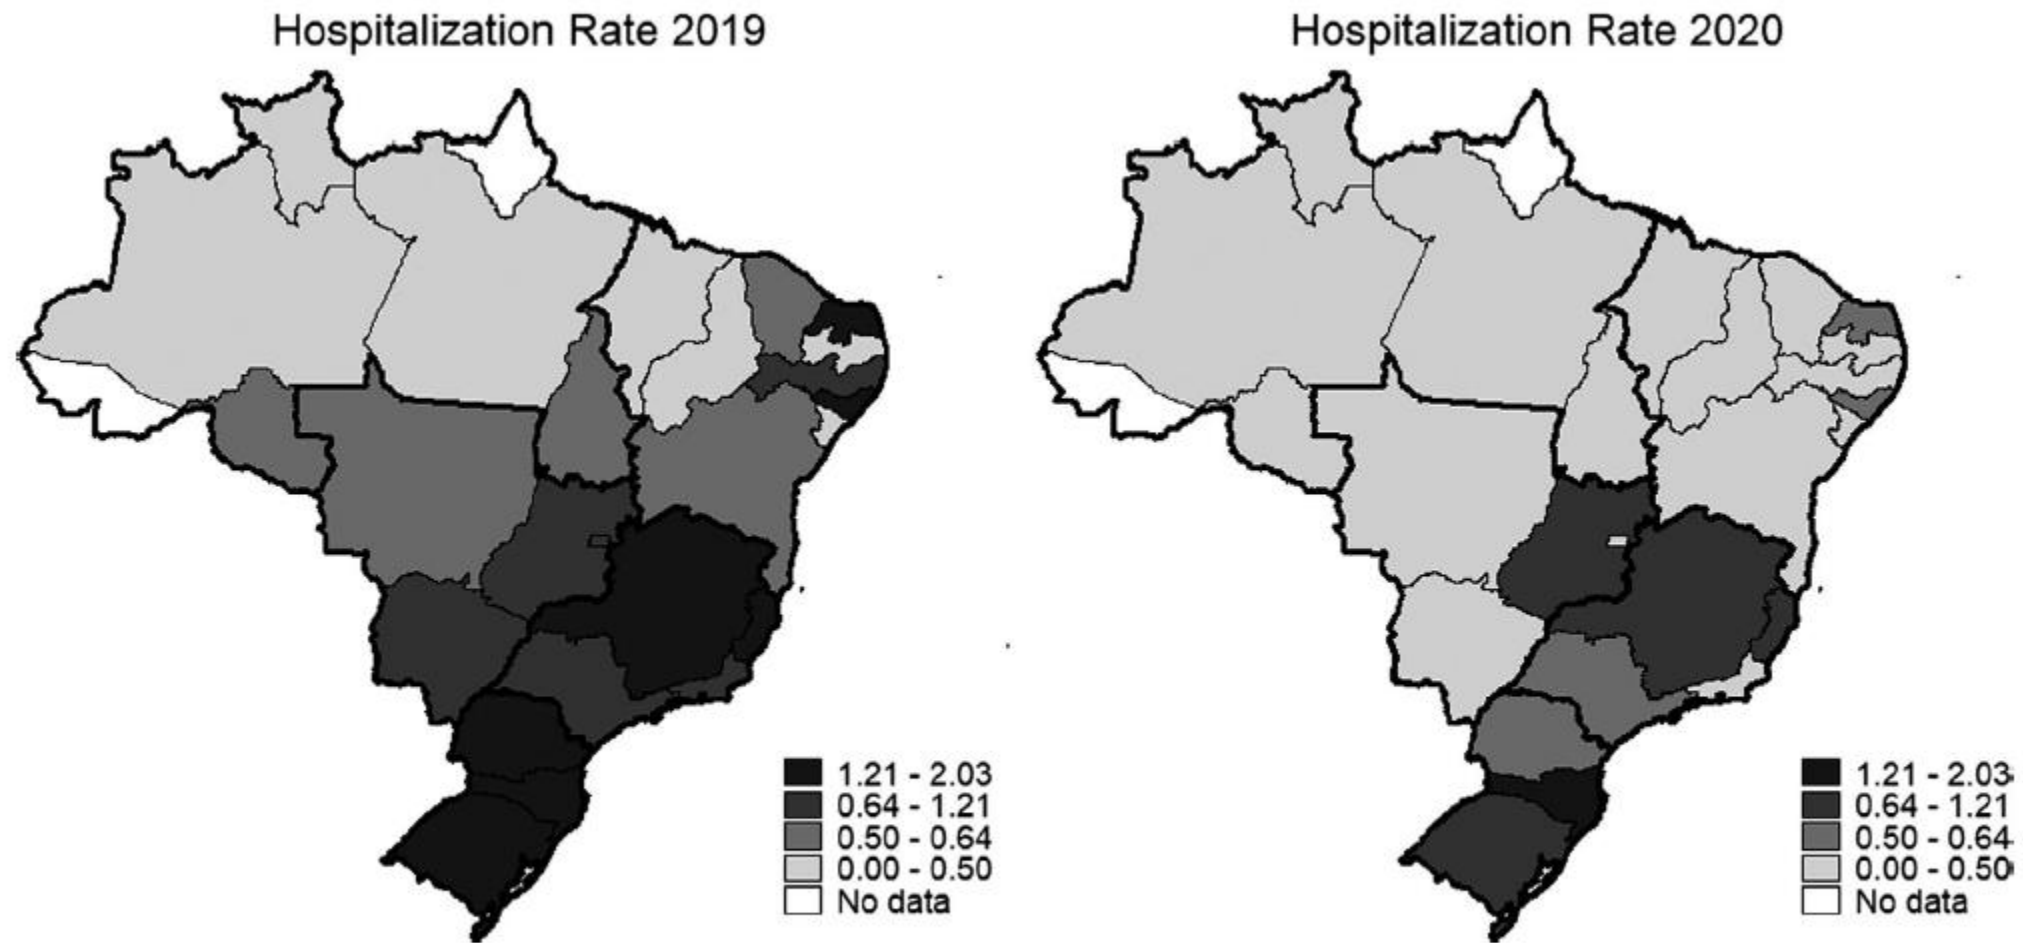 Hospitalization Rate 2019
Hospitalization Rate 2020
1.21 - 2.03
0.64 - 1.21
0.50 - 0.64
0.00 - 0.50
No data
1.21 - 2.03
0.64 - 1.21
0.50 - 0.64
0.00 - 0.50
No data